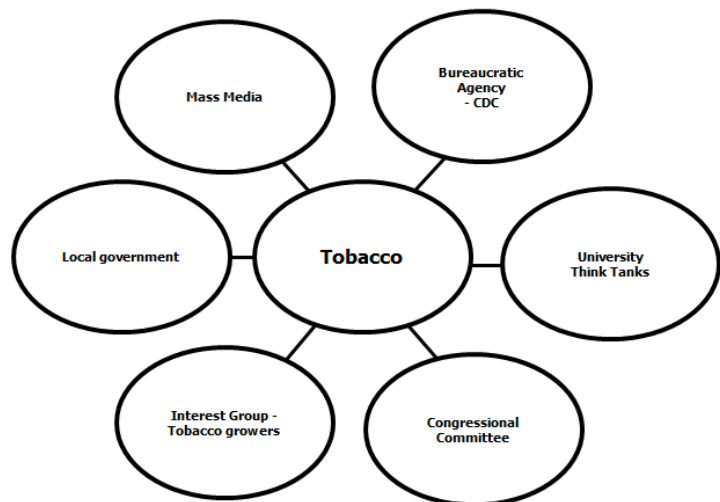 Mass Media
Bureaucratic
Agency
- CDC
Local government
Tobacco
University
Think Tanks
Interest Group -
Tobacco growers
Congressional
Committee